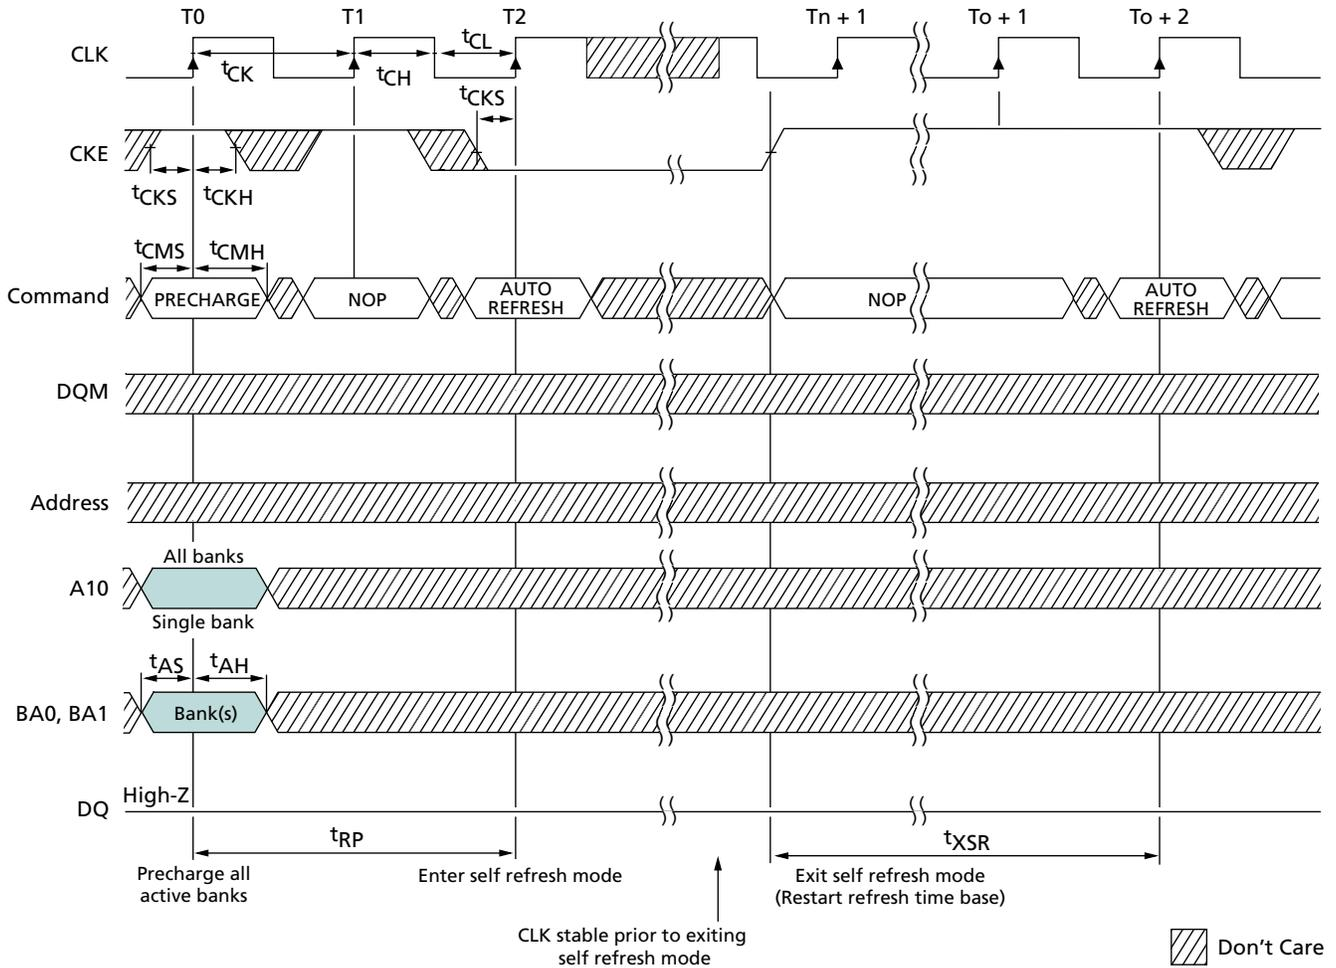 T0 T1 T2 Tn + 1 To + 1 To + 2
CLK
tCK tCH tCL
tCKS
CKE
tCKS tCKH
tCMS tCMH
Command PRECHARGE NOP AUTO REFRESH NOP AUTO REFRESH
DQM
Address
All banks
A10
Single bank
tAS tAH
BA0, BA1 Bank(s)
High-Z
DQ
tRP tXSR
Precharge all
active banks
Enter self refresh mode
Exit self refresh mode
(Restart refresh time base)
CLK stable prior to exiting
self refresh mode
Don't Care